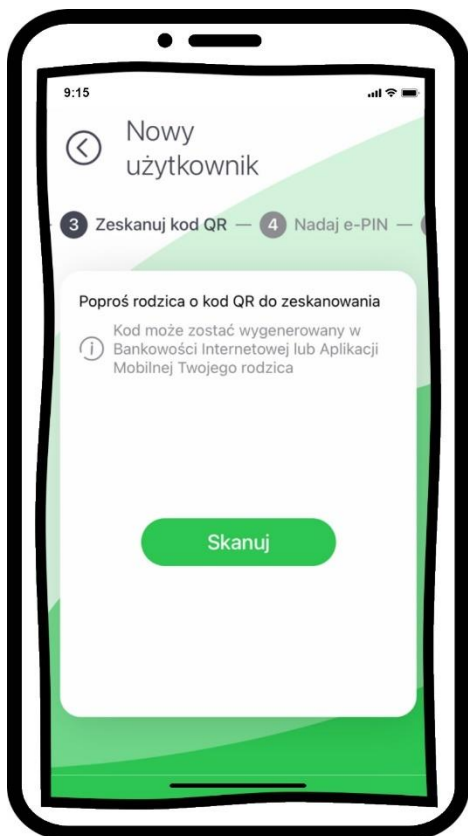 9:15
Nowy
użytkownik
3 Zeskanuj kod QR — 4 Nadaj e-PIN —
Poproś rodzica o kod QR do zeskanowania
Kod może zostać wygenerowany w
Bankowości Internetowej lub Aplikacji
Mobilnej Twojego rodzica
Skanuj